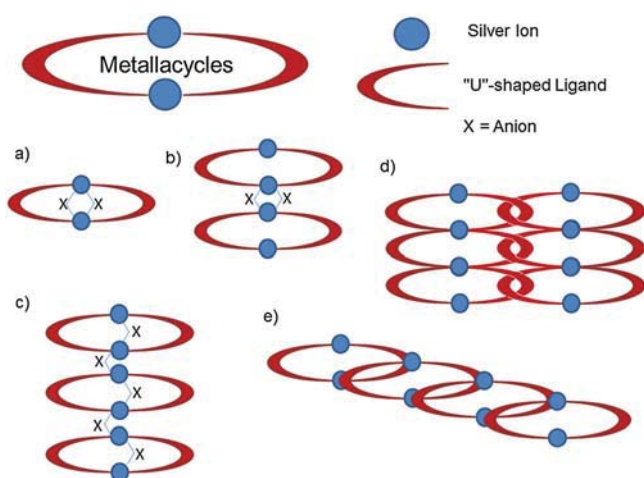 Metallacycles
Silver Ion
"U"-shaped Ligand
X = Anion
a)
X X
b)
X X
d)
c)
X
X
X
X
X
e)